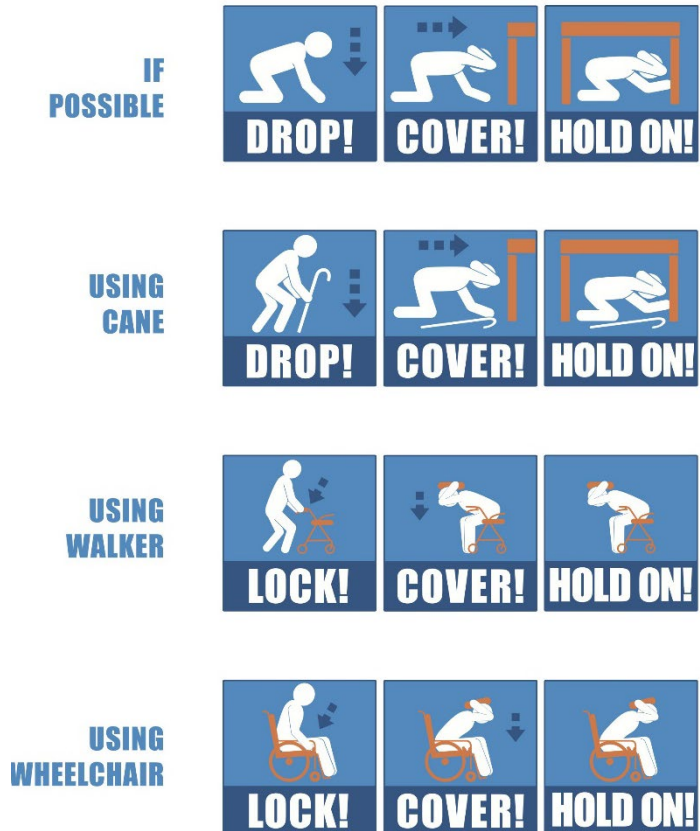 IF
POSSIBLE
DROP!
COVER!
HOLD ON!
USING
CANE
DROP!
COVER!
HOLD ON!
USING
WALKER
LOCK!
COVER!
HOLD ON!
USING
WHEELCHAIR
LOCK!
COVER!
HOLD ON!